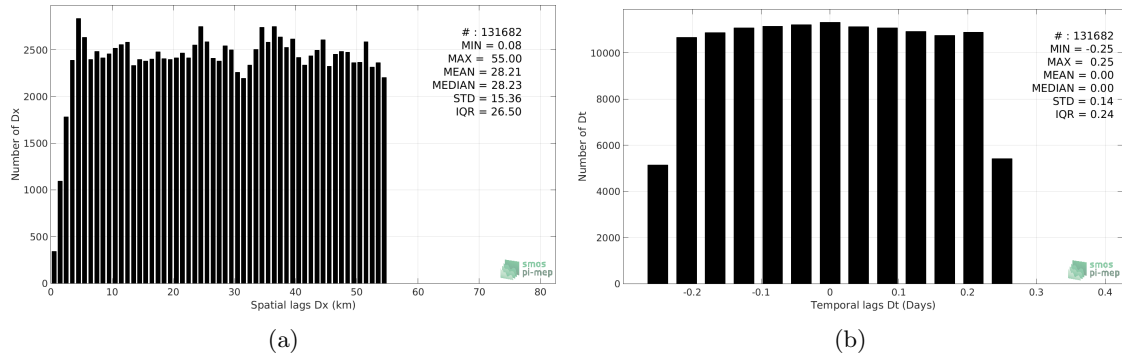 2500
2000
1500
1000
500
0
Number of Dx
# : 131682
MIN = 0.08
MAX = 55.00
MEAN = 28.21
MEDIAN = 28.23
STD = 15.36
IQR = 26.50
smos
pi-mep
0 10 20 30 40 50 60 70 80
Spatial lags Dx (km)
(a)
10000
8000
6000
4000
2000
0
Number of Dt
# : 131682
MIN = -0.25
MAX = 0.25
MEAN = 0.00
MEDIAN = 0.00
STD = 0.14
IQR = 0.24
smos
pi-mep
-0.2 -0.1 0 0.1 0.2 0.3 0.4
Temporal lags Dt (Days)
(b)